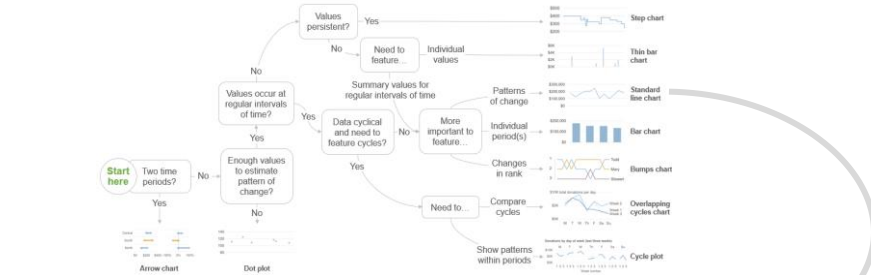 Values
persistent?
Yes
Step chart
No
Need to
feature...
Individual
values
Thin bar
chart
No
Summary values for
regular intervals of time
Values occur at
regular intervals
of time?
Yes
Data cyclical
and need to
feature cycles?
No
More
important to
feature...
Patterns
of change
Standard
line chart
Individual
period(s)
Bar chart
Changes
in rank
Bumps chart
Yes
Start
here
Two time
periods?
No
Enough values
to estimate
pattern of
change?
Yes
Need to...
Compare
cycles
Overlapping
cycles chart
Yes
No
Show patterns
within periods
Cycle plot
Arrow chart
Dot plot